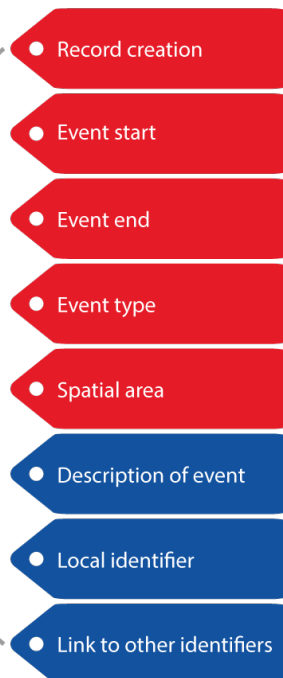 Record creation
Event start
Event end
Event type
Spatial area
Description of event
Local identifier
Link to other identifiers